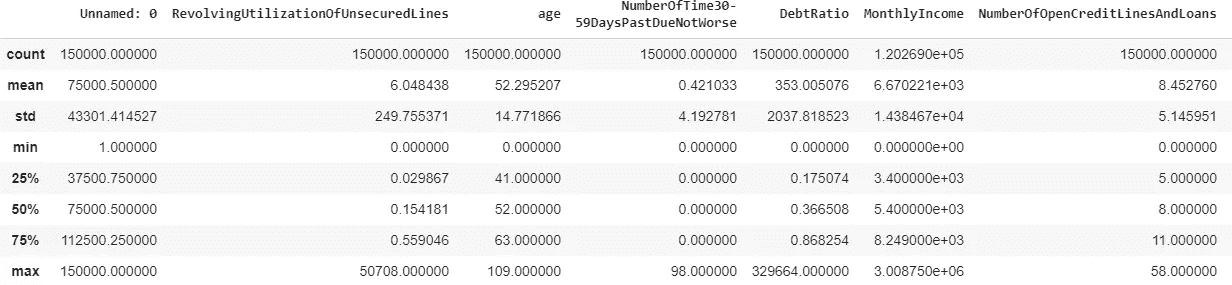 Unnamed: 0 RevolvingUtilizationOfUnsecuredLines age NumberOfTime30-
59DaysPastDueNotWorse DebtRatio MonthlyIncome NumberOfOpenCreditLinesAndLoans
count 150000.000000 150000.000000 150000.000000 150000.000000 150000.000000 1.202690e+05 150000.000000
mean 75000.500000 6.048438 52.295207 0.421033 353.005076 6.670221e+03 8.452760
std 43301.414527 249.755371 14.771866 4.192781 2037.818523 1.438467e+04 5.145951
min 1.000000 0.000000 0.000000 0.000000 0.000000 0.000000e+00 0.000000
25% 37500.750000 0.029867 41.000000 0.000000 0.175074 3.400000e+03 5.000000
50% 75000.500000 0.154181 52.000000 0.000000 0.366508 5.400000e+03 8.000000
75% 112500.250000 0.559046 63.000000 0.000000 0.868254 8.249000e+03 11.000000
max 150000.000000 50708.000000 109.000000 98.000000 329664.000000 3.008750e+06 58.000000